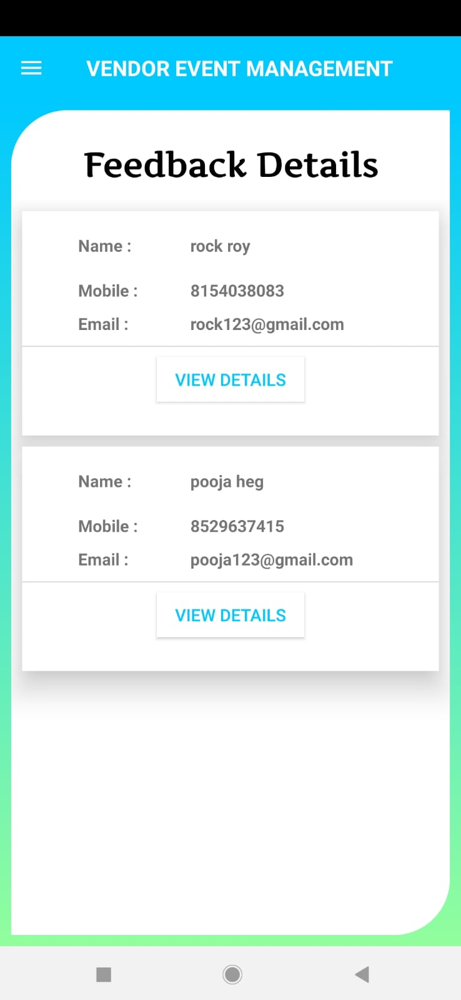 VENDOR EVENT MANAGEMENT
Feedback Details
Name : rock roy
Mobile : 8154038083
Email : rock123@gmail.com
VIEW DETAILS
Name : pooja heg
Mobile : 8529637415
Email : pooja123@gmail.com
VIEW DETAILS